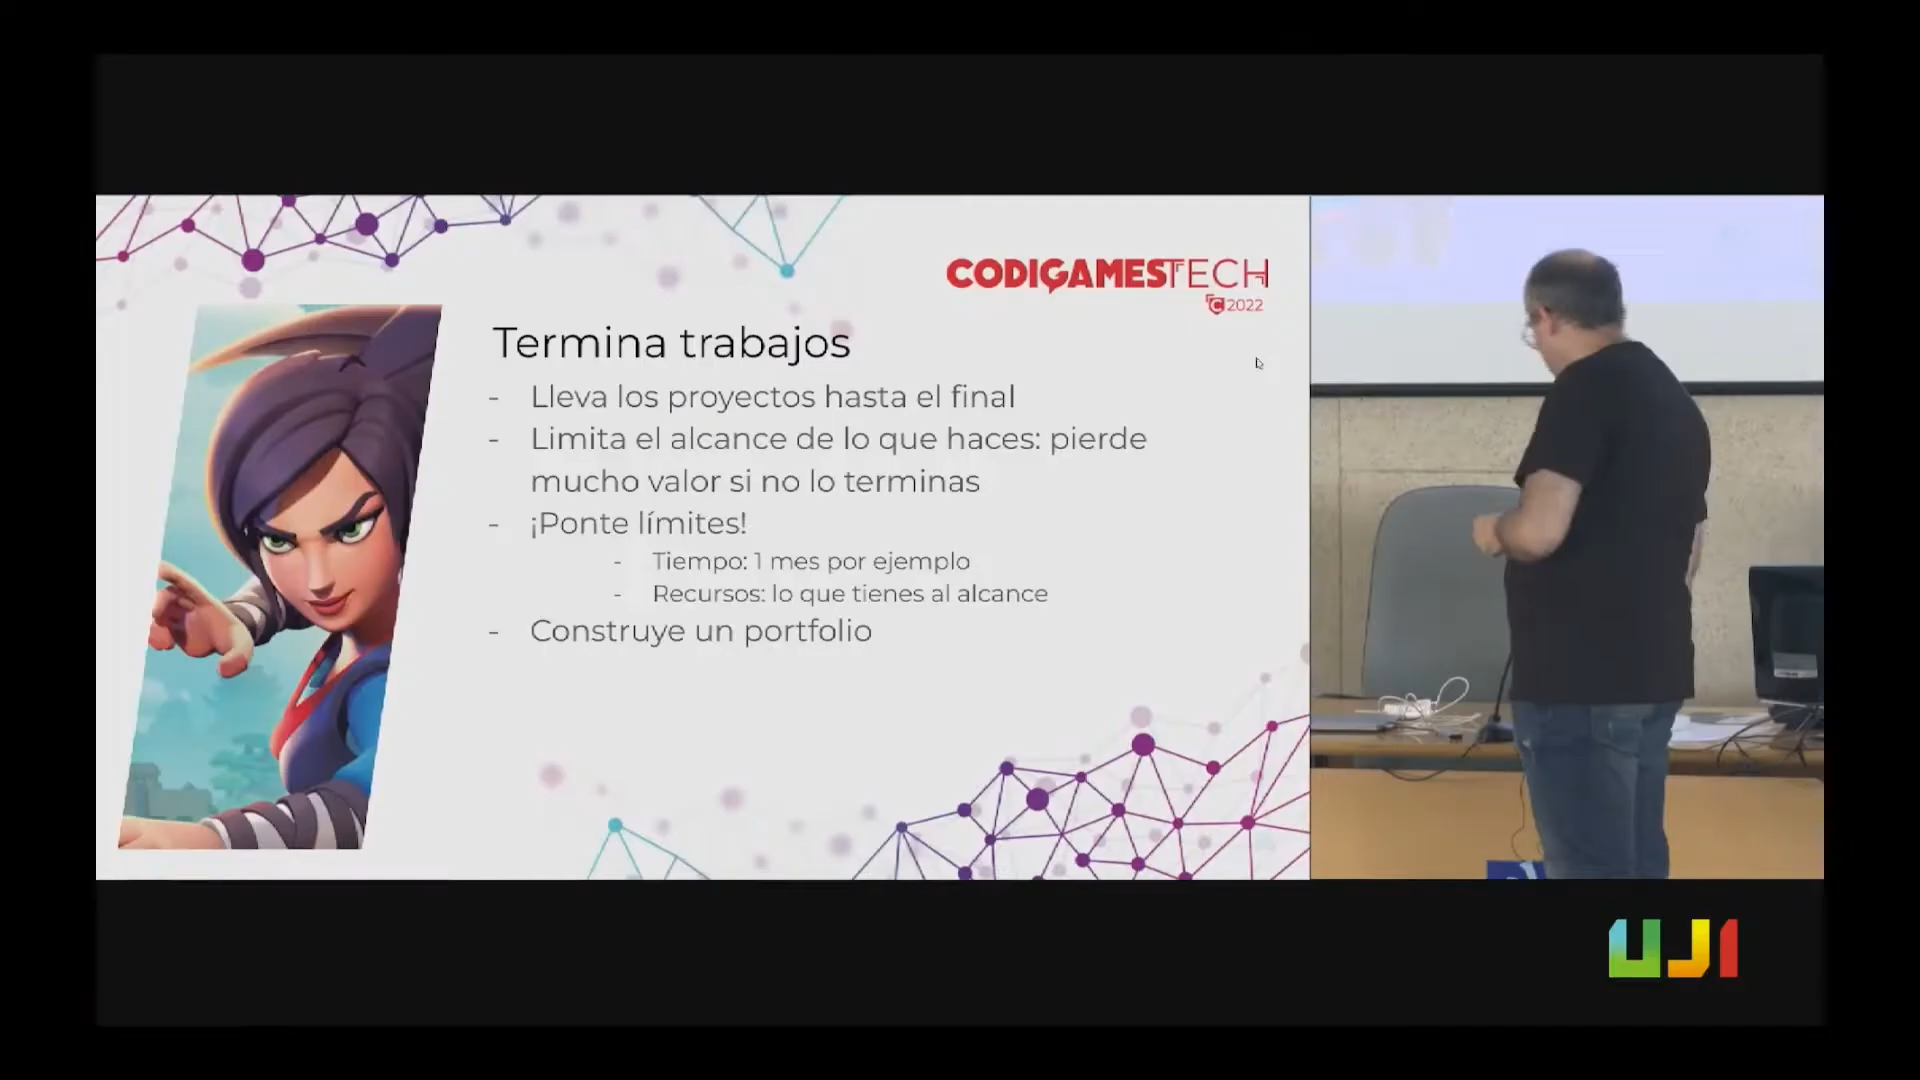 CODIGAMESTECH
C 2022
Termina trabajos
- Lleva los proyectos hasta el final
- Limita el alcance de lo que haces: pierde
mucho valor si no lo terminas
- ¡Ponte límites!
- Tiempo: 1 mes por ejemplo
- Recursos: lo que tienes al alcance
- Construye un portfolio
UJI